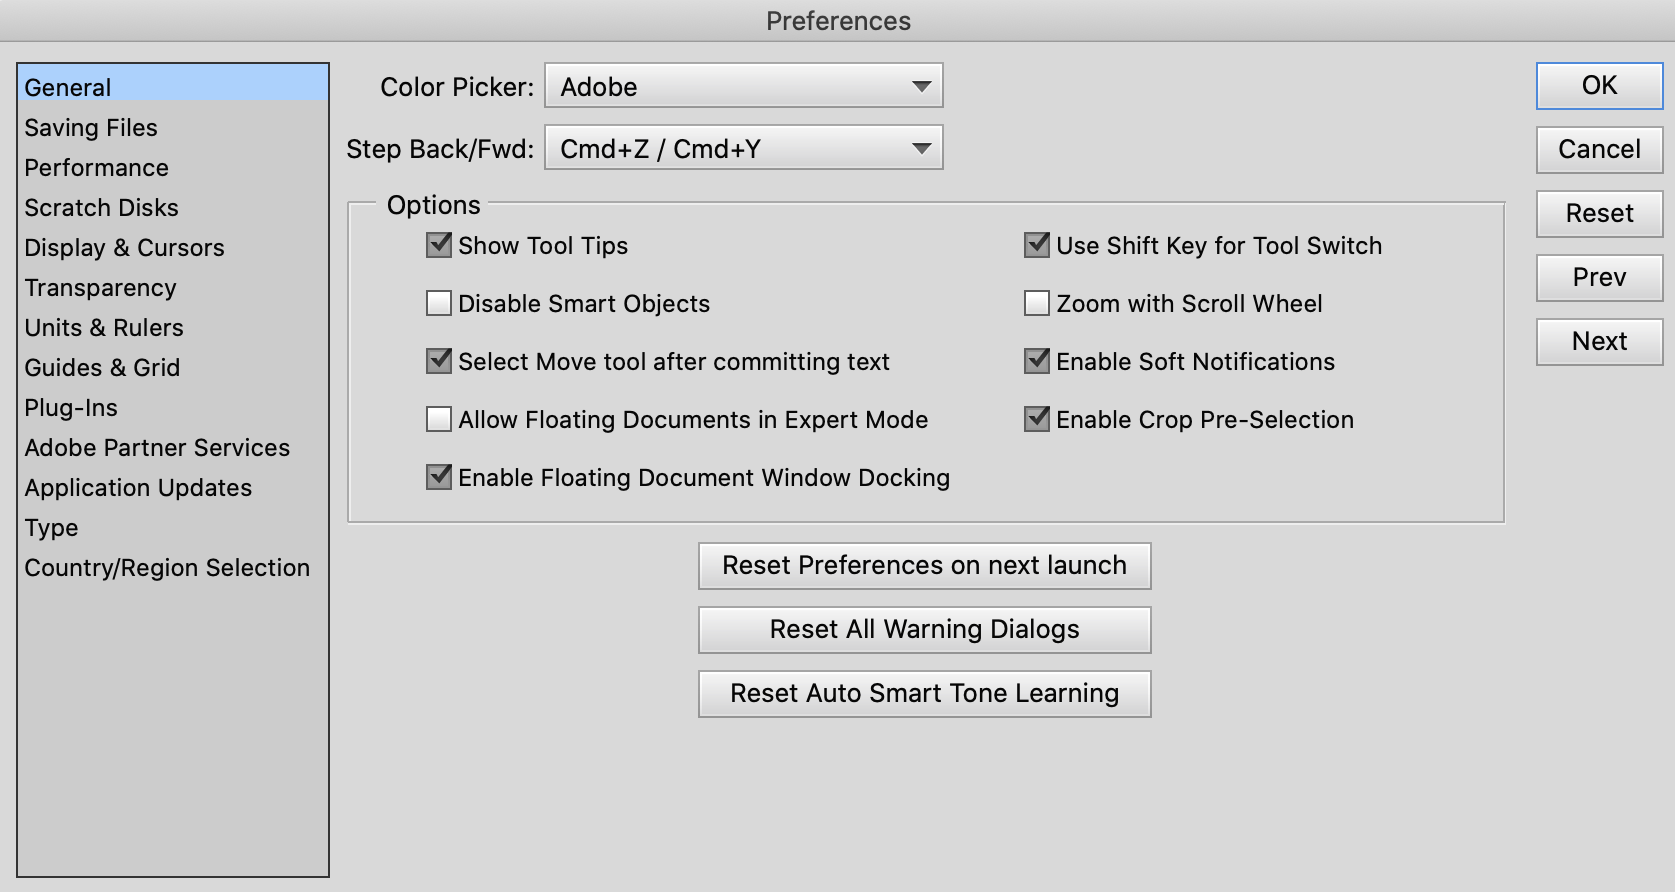 Preferences
General
Saving Files
Performance
Scratch Disks
Display & Cursors
Transparency
Units & Rulers
Guides & Grid
Plug-Ins
Adobe Partner Services
Application Updates
Type
Country/Region Selection
Color Picker: Adobe
Step Back/Fwd: Cmd+Z / Cmd+Y
Options
Show Tool Tips
Disable Smart Objects
Select Move tool after committing text
Allow Floating Documents in Expert Mode
Enable Floating Document Window Docking
Use Shift Key for Tool Switch
Zoom with Scroll Wheel
Enable Soft Notifications
Enable Crop Pre-Selection
Reset Preferences on next launch
Reset All Warning Dialogs
Reset Auto Smart Tone Learning
OK
Cancel
Reset
Prev
Next